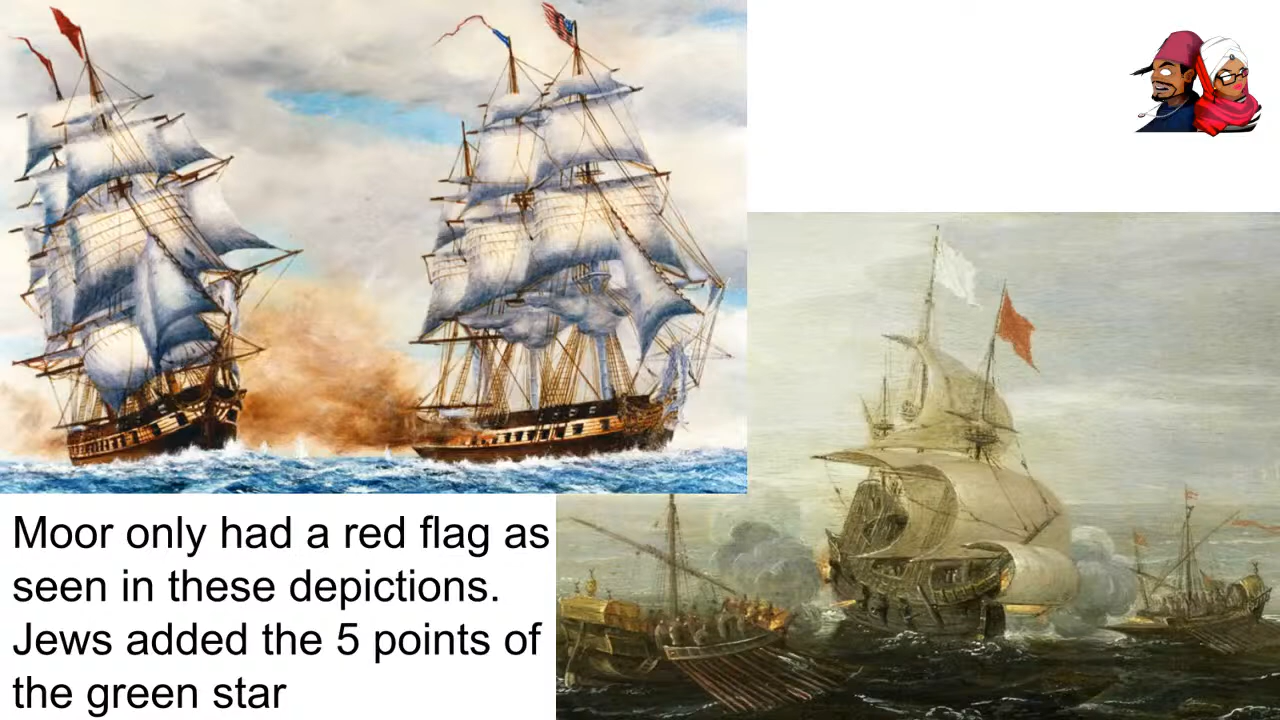 Moor only had a red flag as
seen in these depictions.
Jews added the 5 points of
the green star